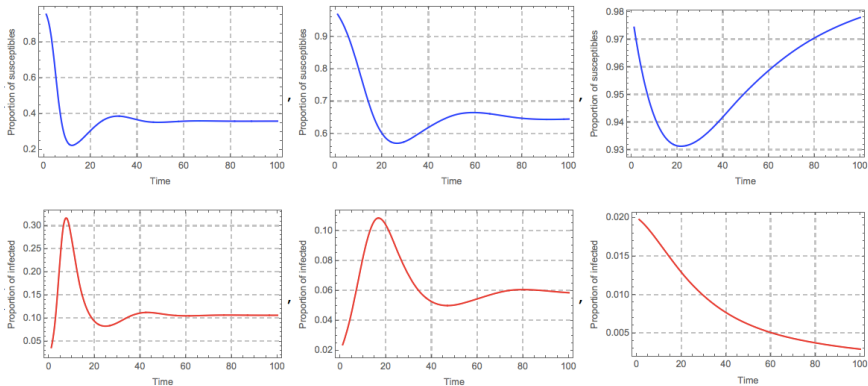 Proportion of susceptibles
0.8
0.6
0.4
0.2
0 20 40 60 80 100
Time
,
Proportion of susceptibles
0.9
0.8
0.7
0.6
0 20 40 60 80 100
Time
,
Proportion of susceptibles
0.98
0.97
0.96
0.95
0.94
0.93
0 20 40 60 80 100
Time
Proportion of infected
0.30
0.25
0.20
0.15
0.10
0.05
0 20 40 60 80 100
Time
,
Proportion of infected
0.10
0.08
0.06
0.04
0.02
0 20 40 60 80 100
Time
,
Proportion of infected
0.020
0.015
0.010
0.005
0 20 40 60 80 100
Time